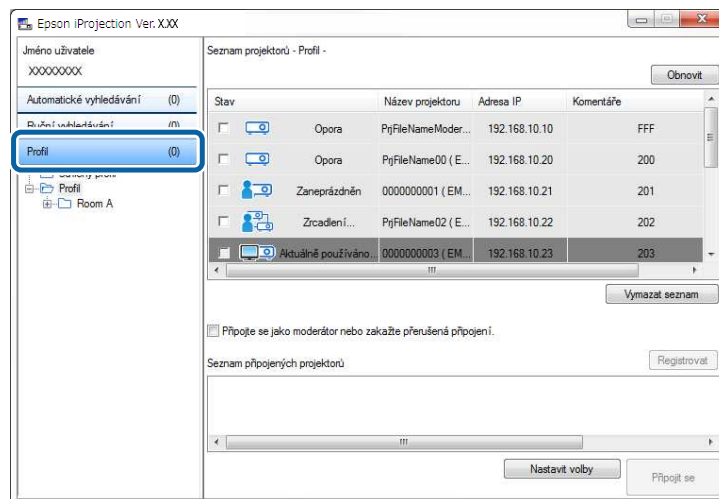 Epson iProjection Ver. X.XX
Jméno uživatele
XXXXXXXX
Automatické vyhledávání (0)
Ruční vyhledávání (0)
Profil (0)
Sdílený profil
Profil
Room A
Seznam projektorů - Profil -
Obnovit
Stav Název projektoru Adresa IP Komentáře
Opora PrjFileNameModer... 192.168.10.10 FFF
Opora PrjFileName00 ( E... 192.168.10.20 200
Zaneprázdněn 0000000001 ( EM... 192.168.10.21 201
Zrcadlení... PrjFileName02 ( E... 192.168.10.22 202
Aktuálně používáno... 0000000003 ( EM... 192.168.10.23 203
Vymazat seznam
Připojte se jako moderátor nebo zakažte přerušená připojení.
Seznam připojených projektorů
Registrovat
Nastavit volby
Připojit se